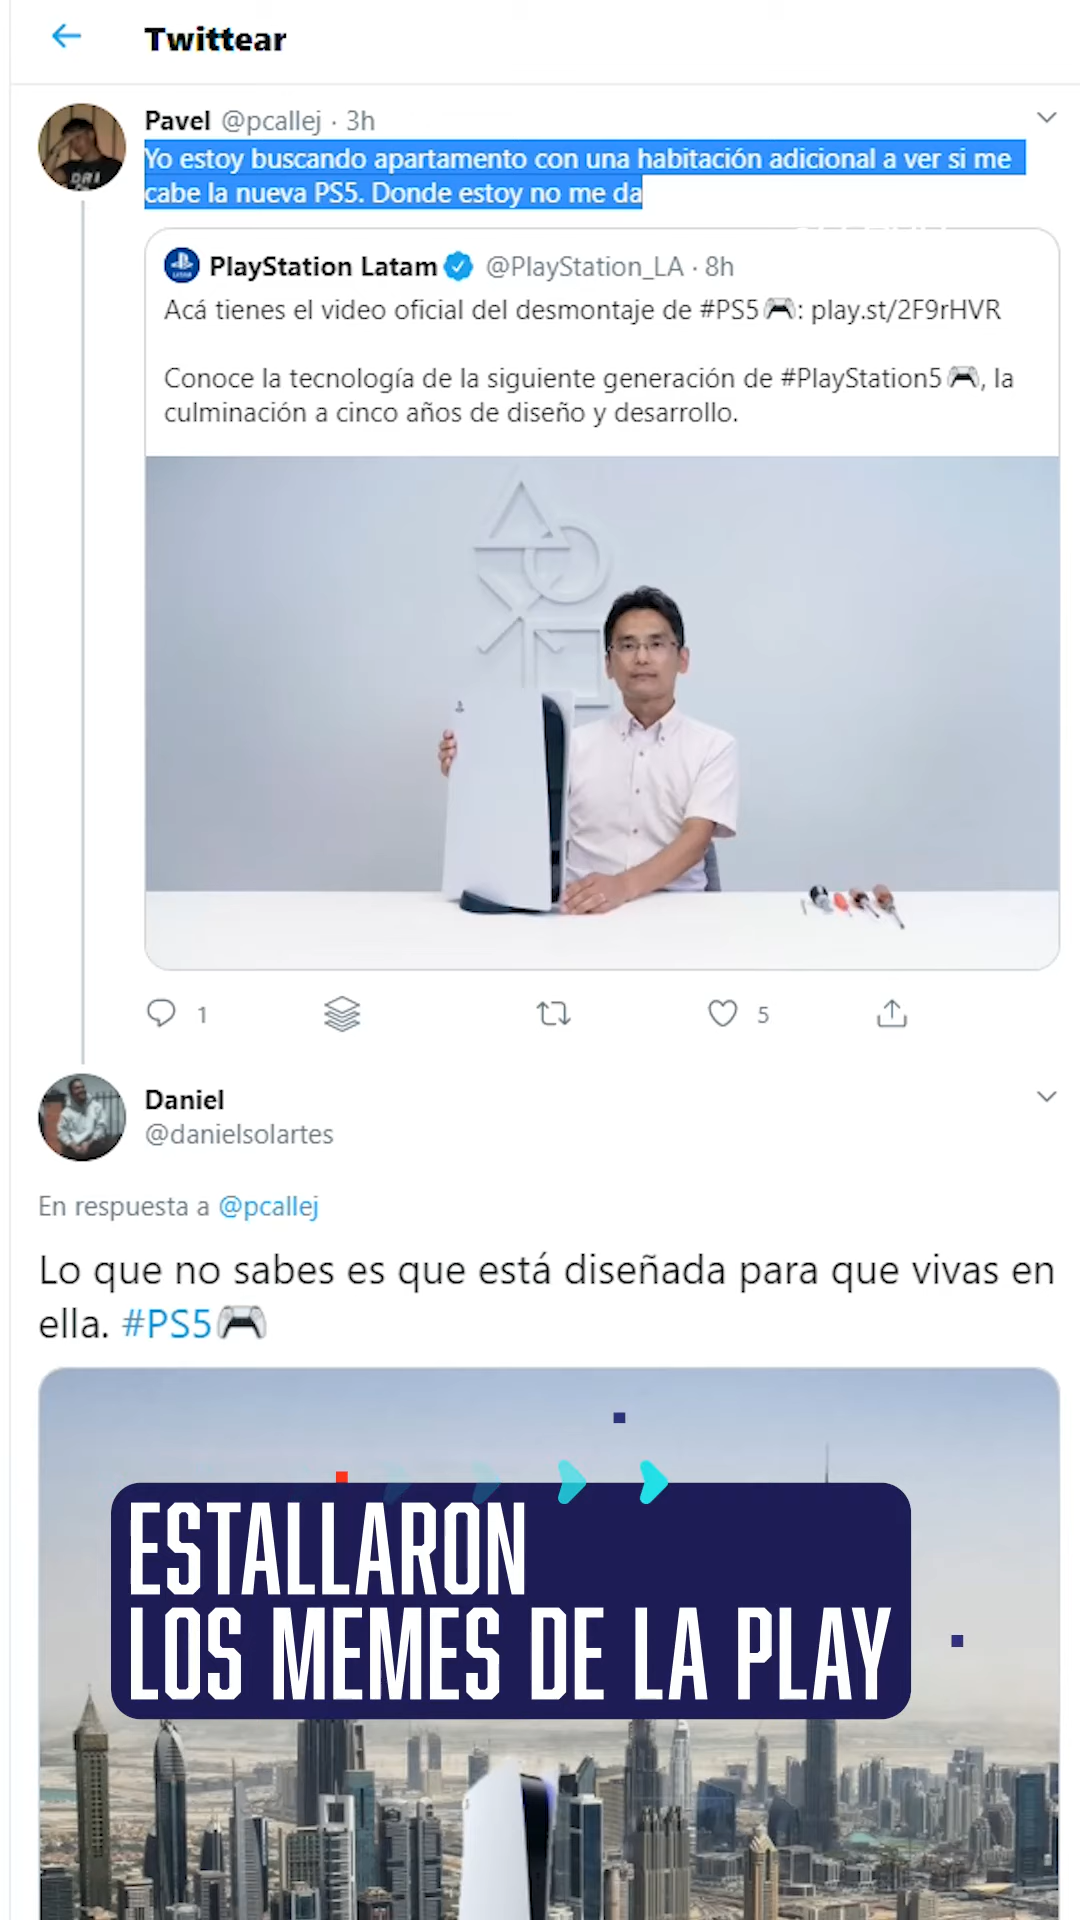 Twittear
Pavel @pcallej · 3h
Yo estoy buscando apartamento con una habitación adicional a ver si me
cabe la nueva PS5. Donde estoy no me da
PlayStation Latam @PlayStation_LA · 8h
Acá tienes el video oficial del desmontaje de #PS5🎮: play.st/2F9rHVR
Conoce la tecnología de la siguiente generación de #PlayStation5🎮, la
culminación a cinco años de diseño y desarrollo.
1
5
Daniel
@danielsolartes
En respuesta a @pcallej
Lo que no sabes es que está diseñada para que vivas en
ella. #PS5🎮
ESTALLARON
LOS MEMES DE LA PLAY